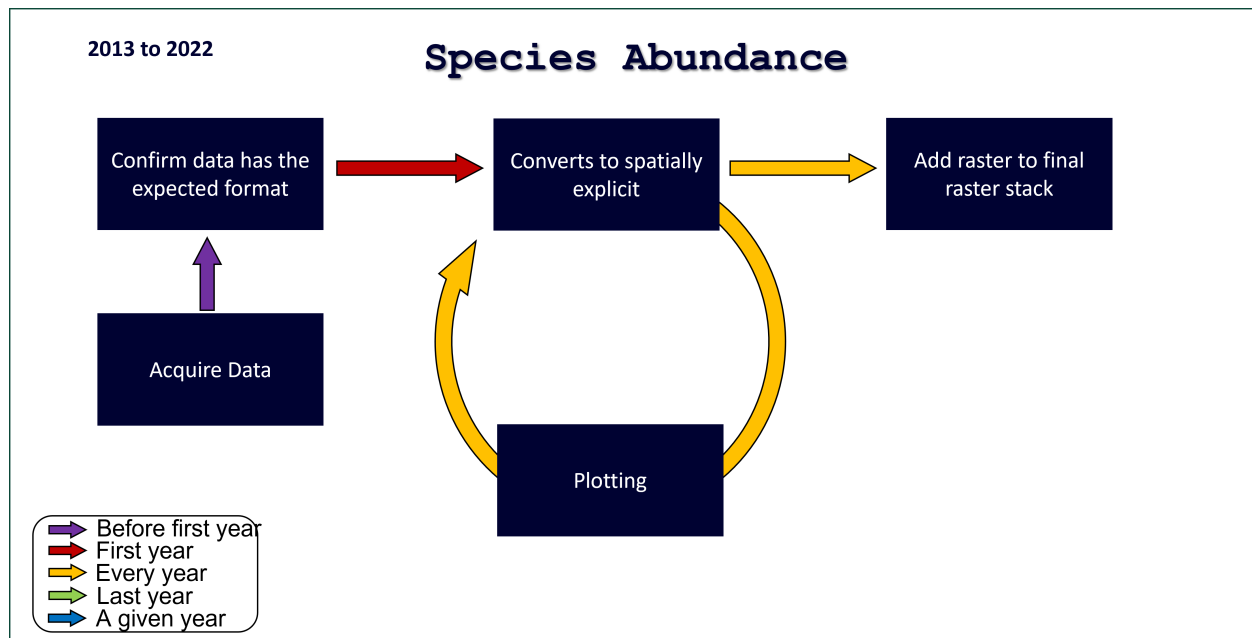 2013 to 2022
Species Abundance
Confirm data has the
expected format
Converts to spatially
explicit
Add raster to final
raster stack
Acquire Data
Plotting
Before first year
First year
Every year
Last year
A given year